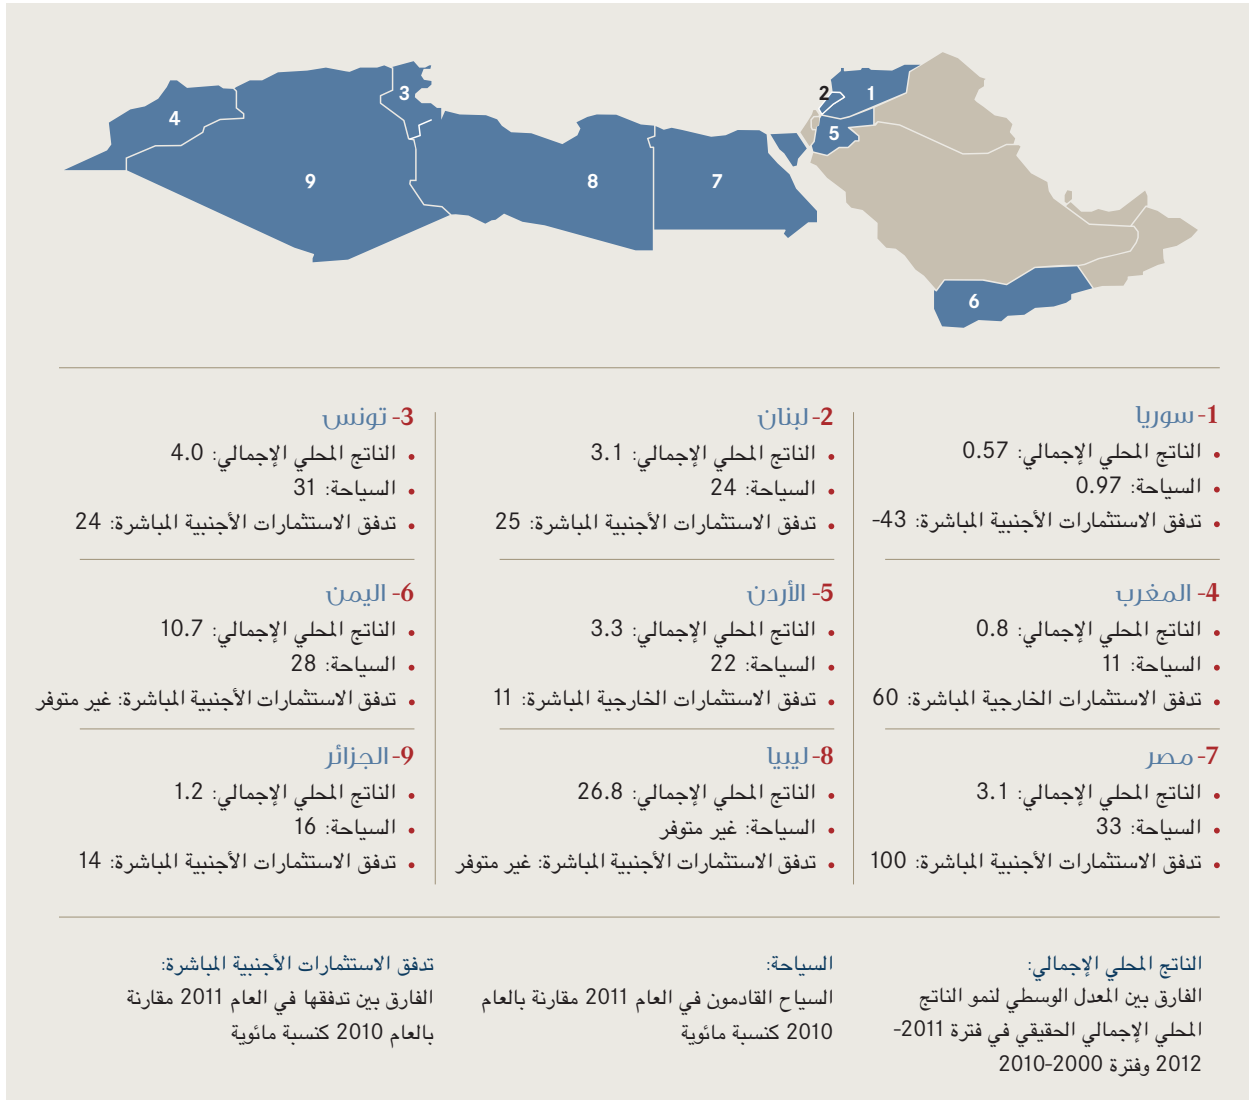 1
2
3
4
5
6
7
8
9
1- سوريا
• الناتج المحلي الإجمالي: 0.57
• السياحة: 0.97
• تدفق الاستثمارات الأجنبية المباشرة: 43-
2- لبنان
• الناتج المحلي الإجمالي: 3.1
• السياحة: 24
• تدفق الاستثمارات الأجنبية المباشرة: 25
3- تونس
• الناتج المحلي الإجمالي: 4.0
• السياحة: 31
• تدفق الاستثمارات الأجنبية المباشرة: 24
4- المغرب
• الناتج المحلي الإجمالي: 0.8
• السياحة: 11
• تدفق الاستثمارات الخارجية المباشرة: 60
5- الأردن
• الناتج المحلي الإجمالي: 3.3
• السياحة: 22
• تدفق الاستثمارات الخارجية المباشرة: 11
6- اليمن
• الناتج المحلي الإجمالي: 10.7
• السياحة: 28
• تدفق الاستثمارات الأجنبية المباشرة: غير متوفر
7- مصر
• الناتج المحلي الإجمالي: 3.1
• السياحة: 33
• تدفق الاستثمارات الأجنبية المباشرة: 100
8- ليبيا
• الناتج المحلي الإجمالي: 26.8
• السياحة: غير متوفر
• تدفق الاستثمارات الأجنبية المباشرة: غير متوفر
9- الجزائر
• الناتج المحلي الإجمالي: 1.2
• السياحة: 16
• تدفق الاستثمارات الأجنبية المباشرة: 14
الناتج المحلي الإجمالي:
الفارق بين المعدل الوسطي لنمو الناتج
المحلي الإجمالي الحقيقي في فترة 2011-
2012 وفترة 2000-2010
السياحة:
السياح القادمون في العام 2011 مقارنة بالعام
2010 كنسبة مائوية
تدفق الاستثمارات الأجنبية المباشرة:
الفارق بين تدفقها في العام 2011 مقارنة
بالعام 2010 كنسبة مائوية